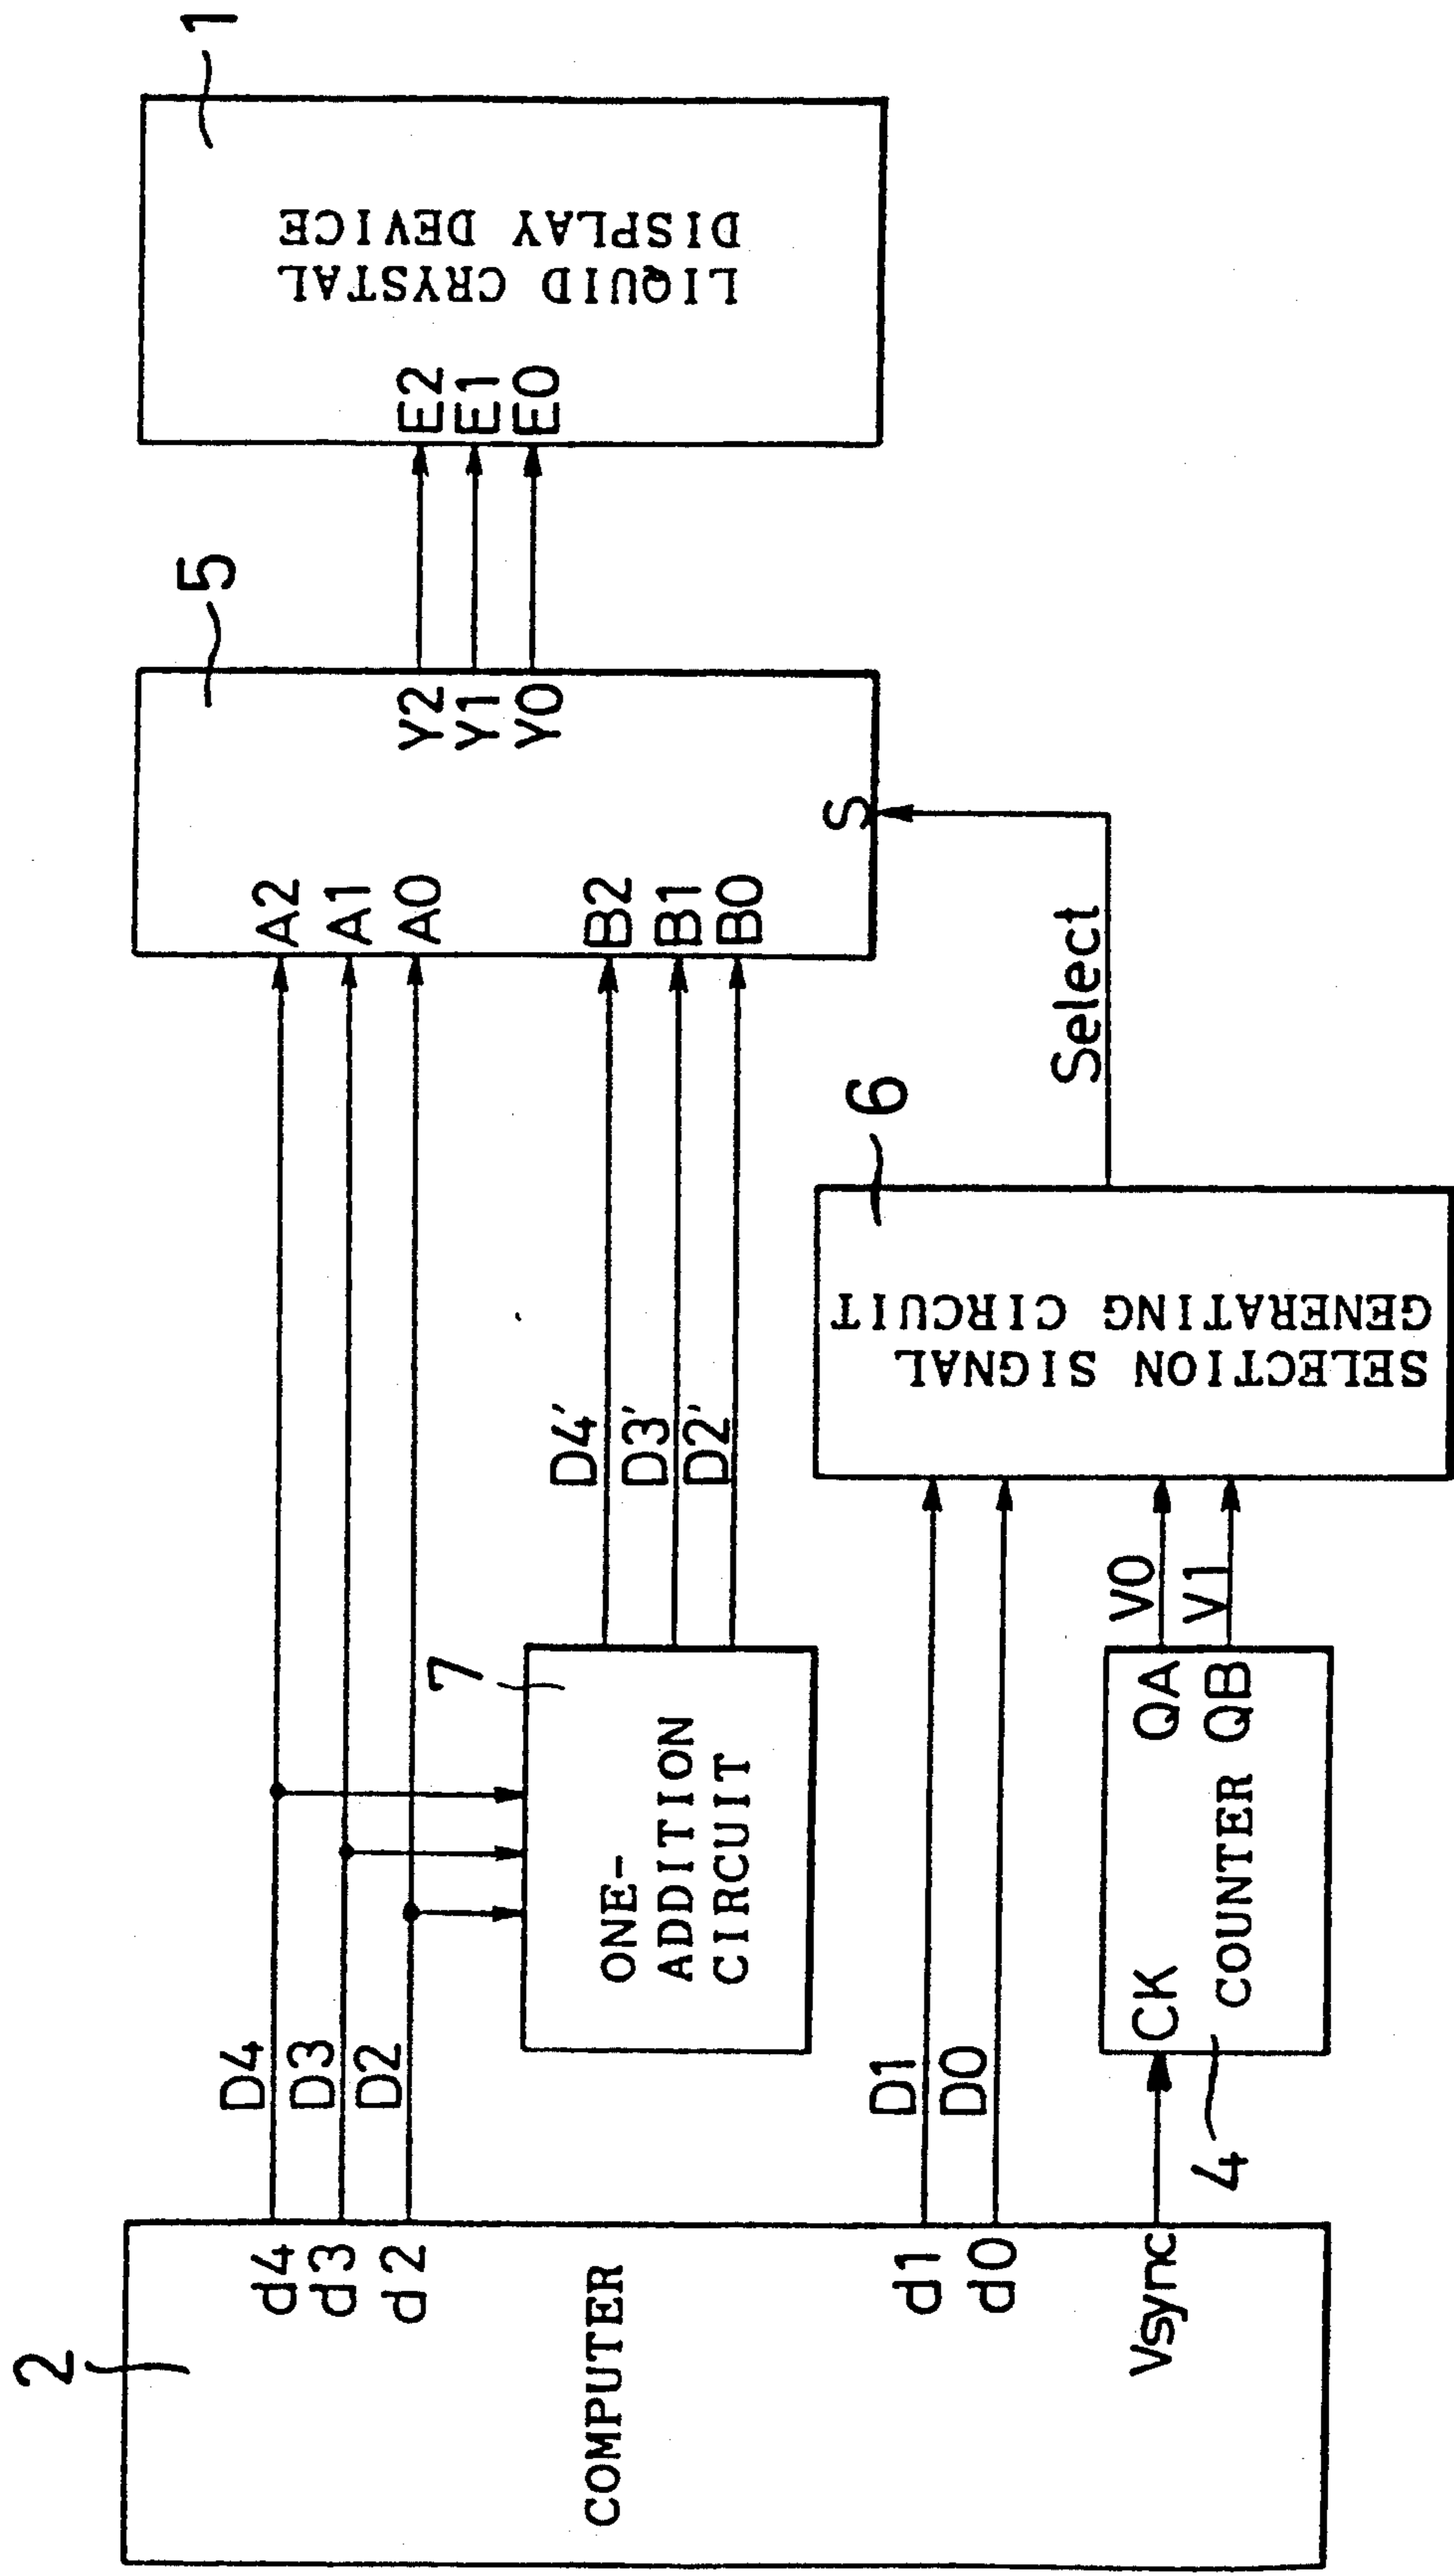 2
COMPUTER
d4
d3
d2
d1
d0
Vsync
D4
D3
D2
D1
D0
7
ONE-
ADDITION
CIRCUIT
D4'
D3'
D2'
4
CK
COUNTER
QA
QB
V0
V1
6
SELECTION SIGNAL
GENERATING CIRCUIT
Select
5
A2
A1
A0
B2
B1
B0
S
Y2
Y1
Y0
1
E2
E1
E0
LIQUID CRYSTAL
DISPLAY DEVICE